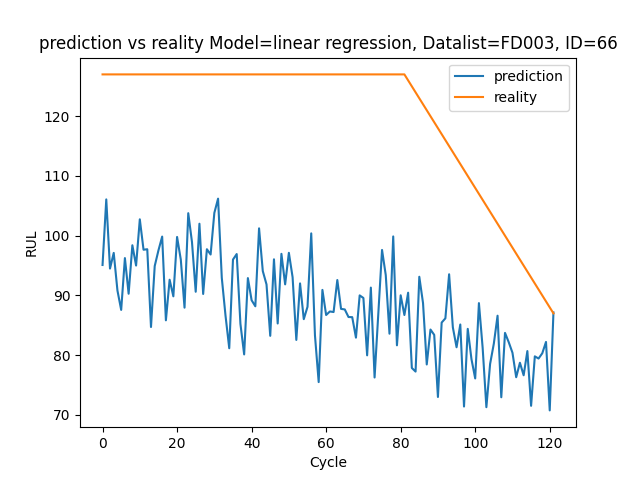 prediction vs reality Model=linear regression, Datalist=FD003, ID=66
prediction
reality
RUL
120
110
100
90
80
70
0
20
40
60
80
100
120
Cycle